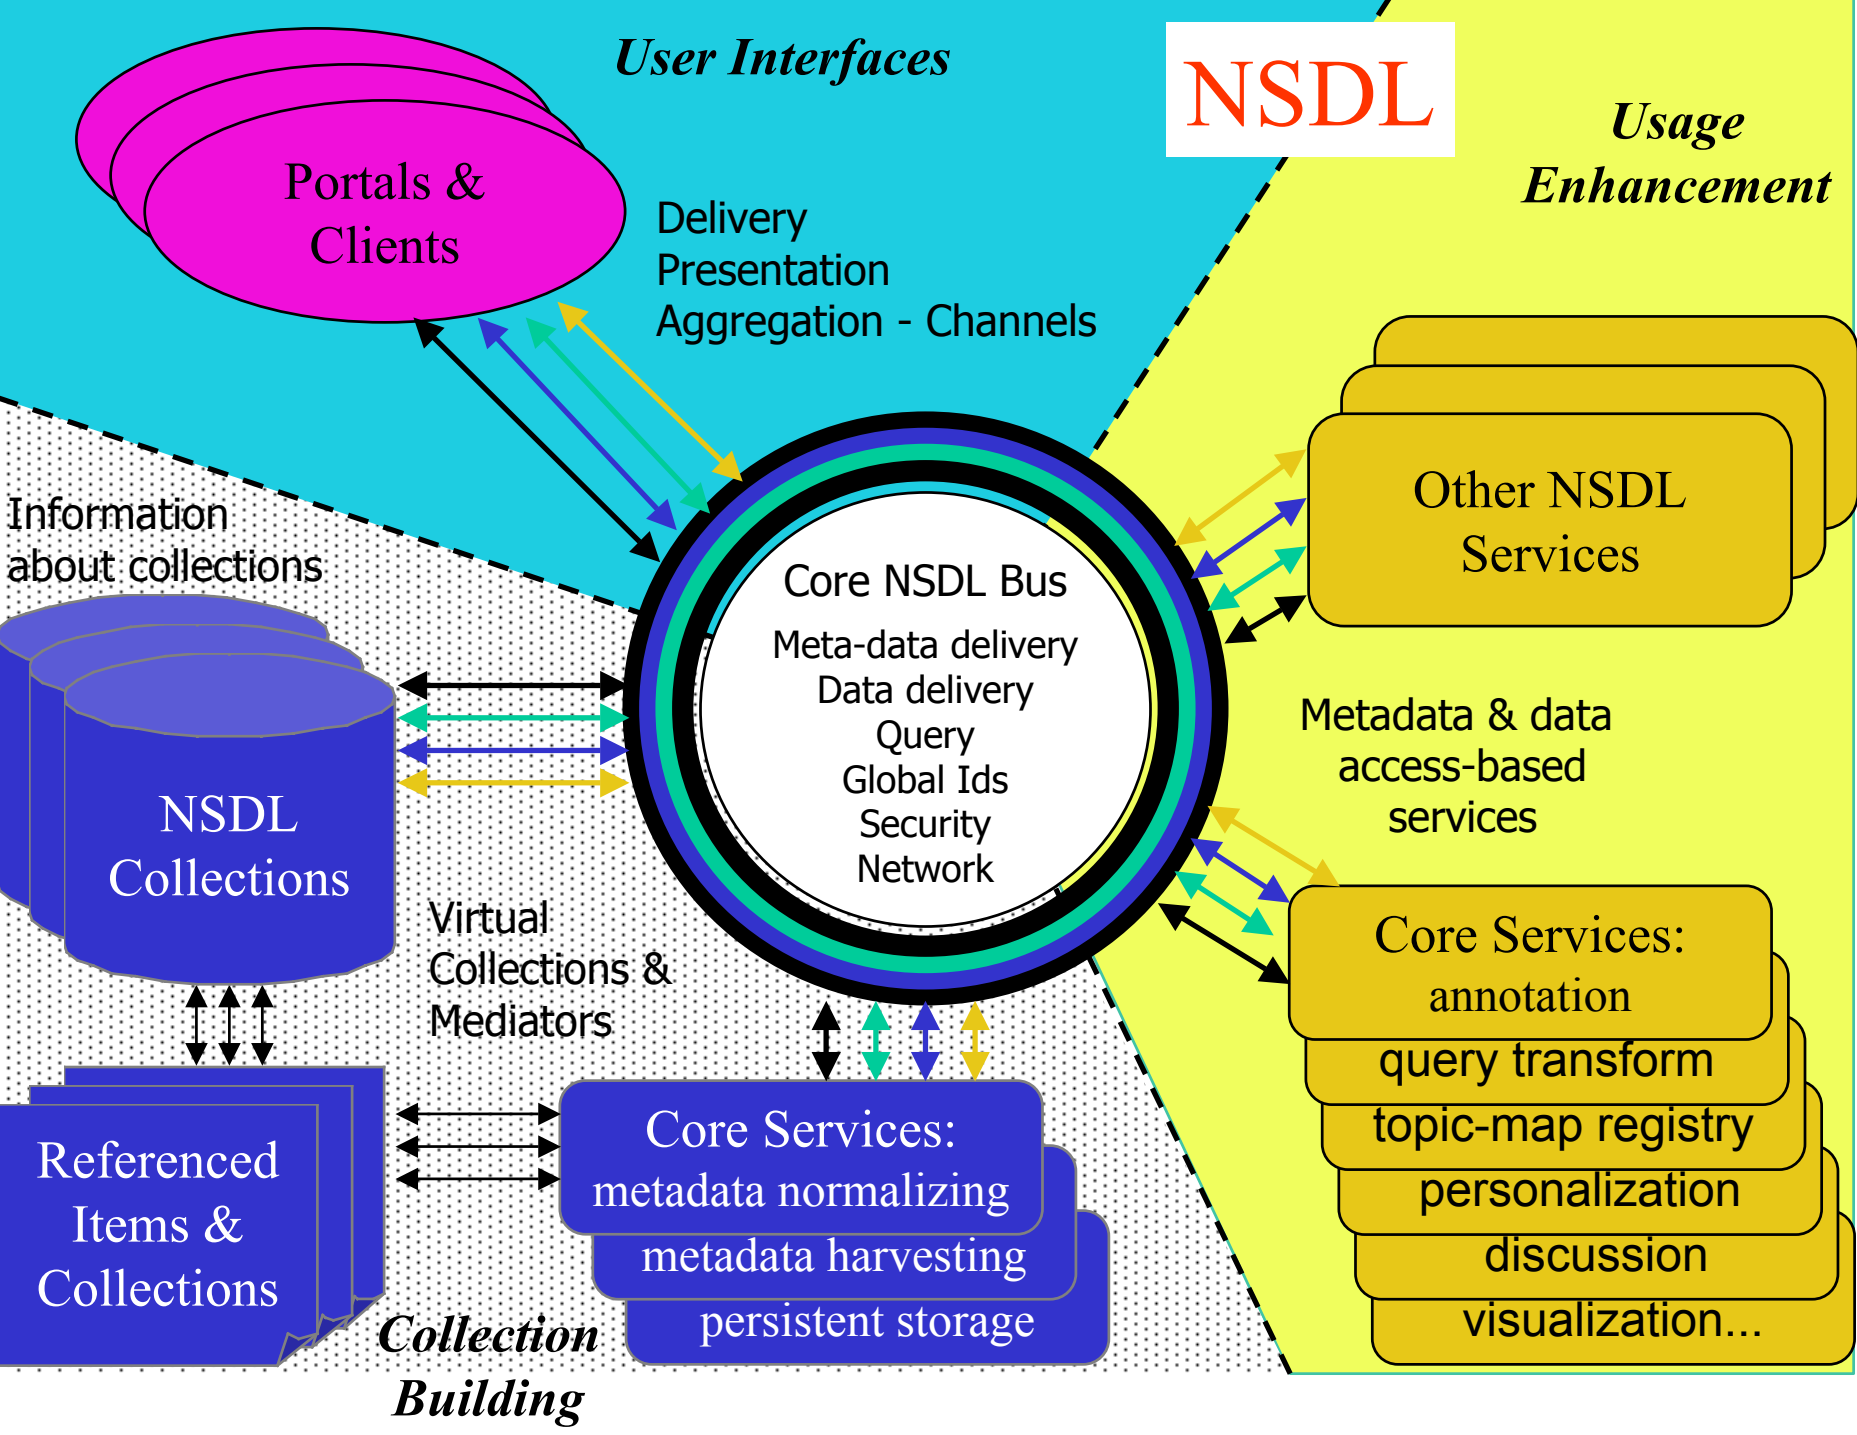 User Interfaces
NSDL
Usage
Enhancement
Portals &
Clients
Delivery
Presentation
Aggregation - Channels
Information
about collections
Other NSDL
Services
Core NSDL Bus
Meta-data delivery
Data delivery
Query
Global Ids
Security
Network
Metadata & data
access-based
services
NSDL
Collections
Virtual
Collections &
Mediators
Core Services:
annotation
query transform
topic-map registry
personalization
discussion
visualization...
Referenced
Items &
Collections
Core Services:
metadata normalizing
metadata harvesting
persistent storage
Collection
Building